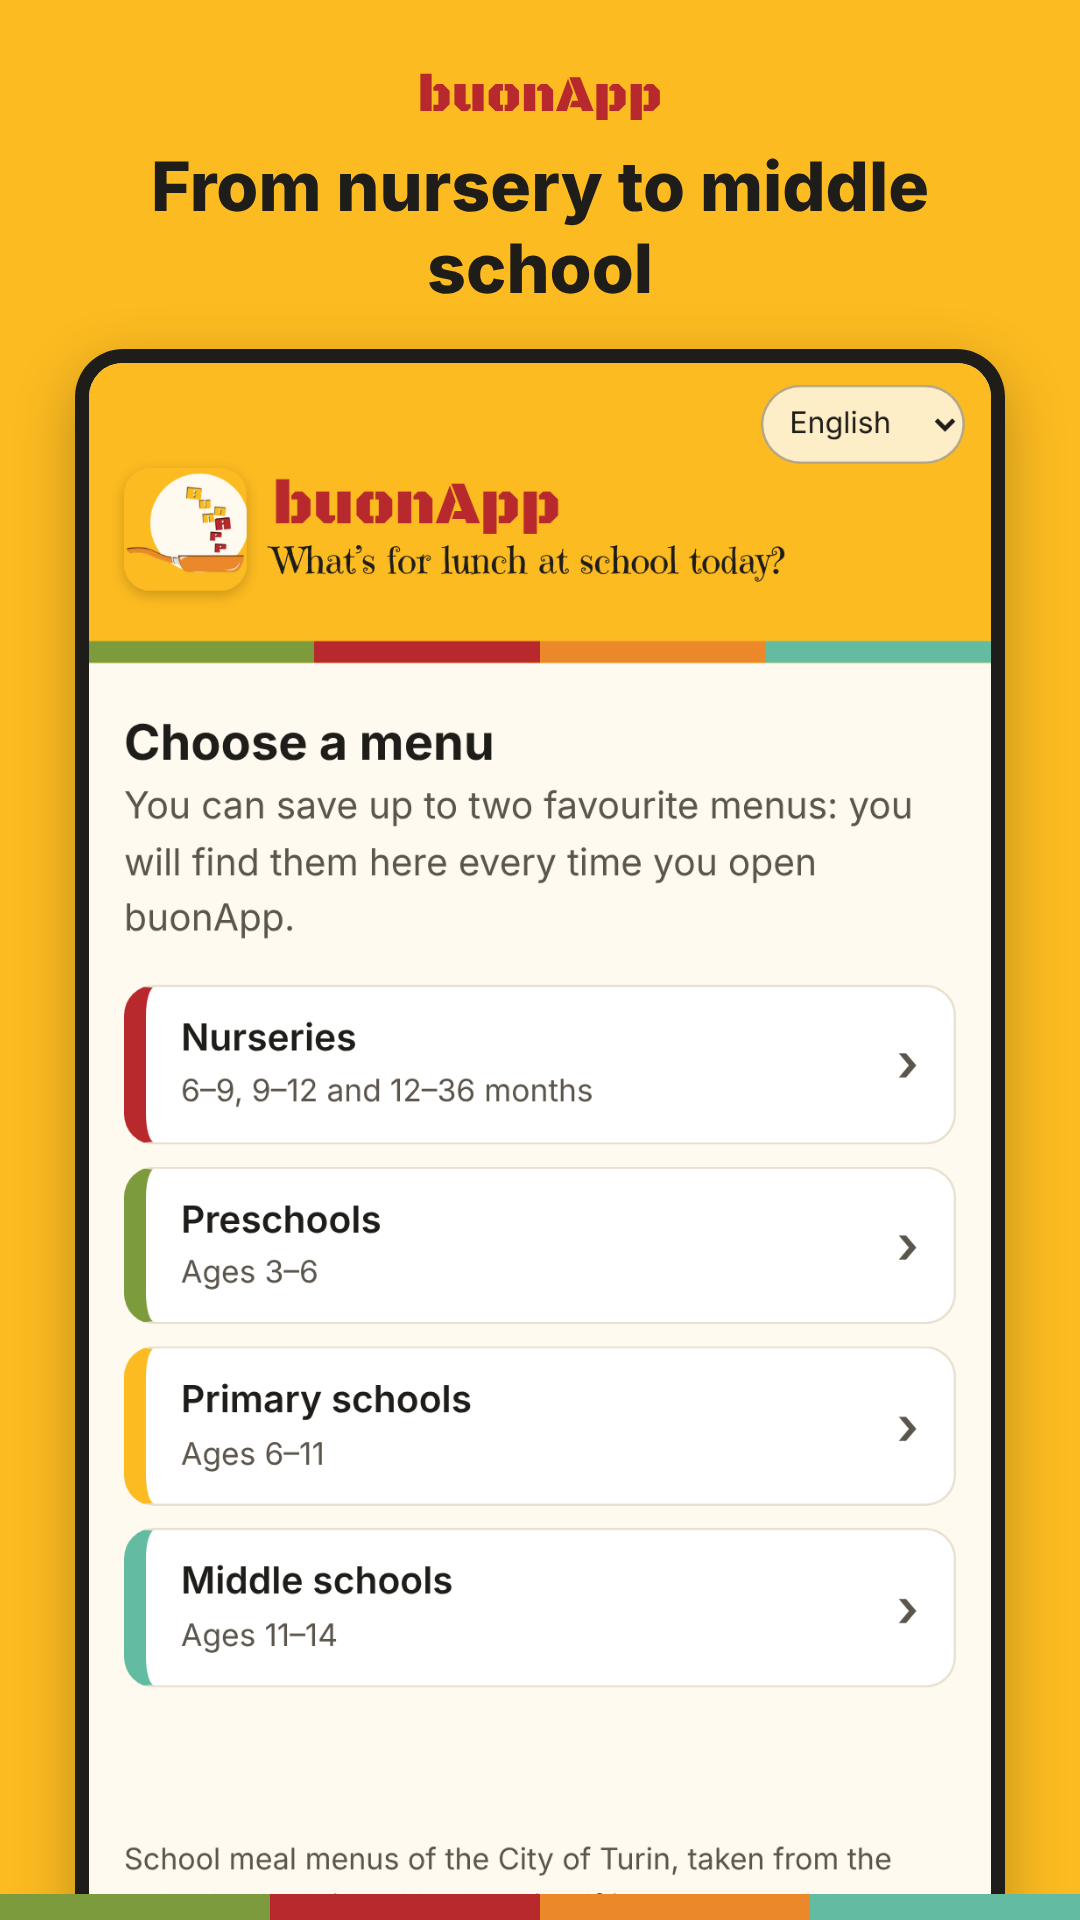 buonApp
From nursery to middle
school
English
buonApp
What's for lunch at school today?
Choose a menu
You can save up to two favourite menus: you
will find them here every time you open
buonApp.
Nurseries
6–9, 9–12 and 12–36 months
Preschools
Ages 3–6
Primary schools
Ages 6–11
Middle schools
Ages 11–14
School meal menus of the City of Turin, taken from the